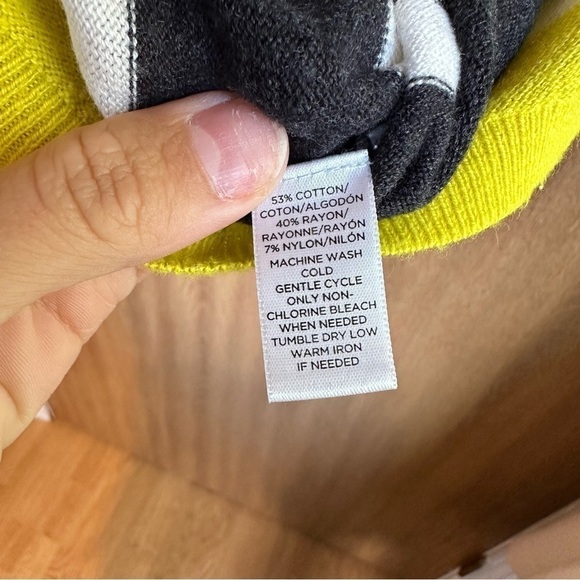 53% COTTON/
COTON/ALGODÓN
40% RAYON/
RAYONNE/RAYÓN
7% NYLON/NILÓN
MACHINE WASH
COLD
GENTLE CYCLE
ONLY NON-
CHLORINE BLEACH
WHEN NEEDED
TUMBLE DRY LOW
WARM IRON
IF NEEDED